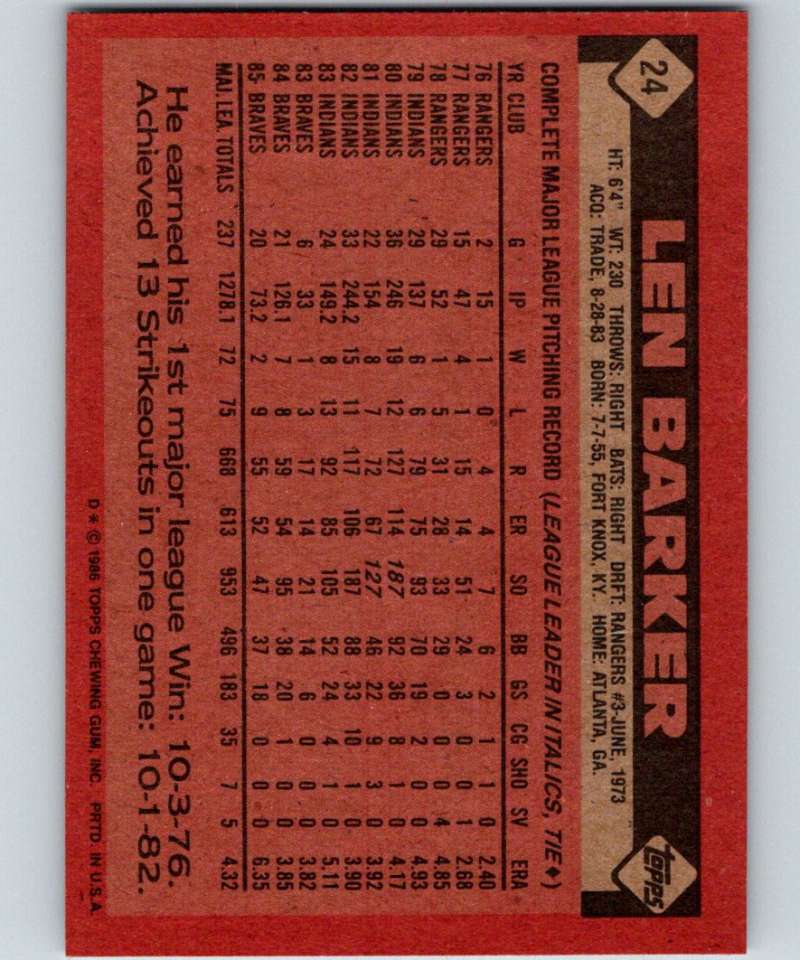 24
LEN BARKER
Topps
HT: 6'4" WT: 230 THROWS: RIGHT BATS: RIGHT DRFT: RANGERS #3-JUNE, 1973
ACQ: TRADE, 8-28-83 BORN: 7-7-55, FORT KNOX, KY. HOME: ATLANTA, GA.
COMPLETE MAJOR LEAGUE PITCHING RECORD (LEAGUE LEADER IN ITALICS, TIE♦)
YR CLUB G IP W L R ER SO BB GS CG SHO SV ERA
76 RANGERS 2 15 1 0 4 4 7 6 2 1 1 0 2.40
77 RANGERS 15 47 4 1 15 14 51 24 3 0 0 1 2.68
78 RANGERS 29 52 1 5 31 28 33 29 0 0 0 4 4.85
79 INDIANS 29 137 6 6 79 75 93 70 19 2 0 0 4.93
80 INDIANS 36 246 19 12 127 114 187 92 36 8 1 0 4.17
81 INDIANS 22 154 8 7 72 67 127 46 22 9 3 0 3.92
82 INDIANS 33 244.2 15 11 117 106 187 88 33 10 1 0 3.90
83 INDIANS 24 149.2 8 13 92 85 105 52 24 4 1 0 5.11
83 BRAVES 6 33 1 3 17 14 21 14 6 0 0 0 3.82
84 BRAVES 21 126.1 7 8 59 54 95 38 20 1 0 0 3.85
85 BRAVES 20 73.2 2 9 55 52 47 37 18 0 0 0 6.35
MAJ. LEA. TOTALS 237 1278.1 72 75 668 613 953 496 183 35 7 5 4.32
He earned his 1st major league Win: 10-3-76.
Achieved 13 Strikeouts in one game: 10-1-82.
D * © 1986 TOPPS CHEWING GUM, INC. PRTD. IN U.S.A.